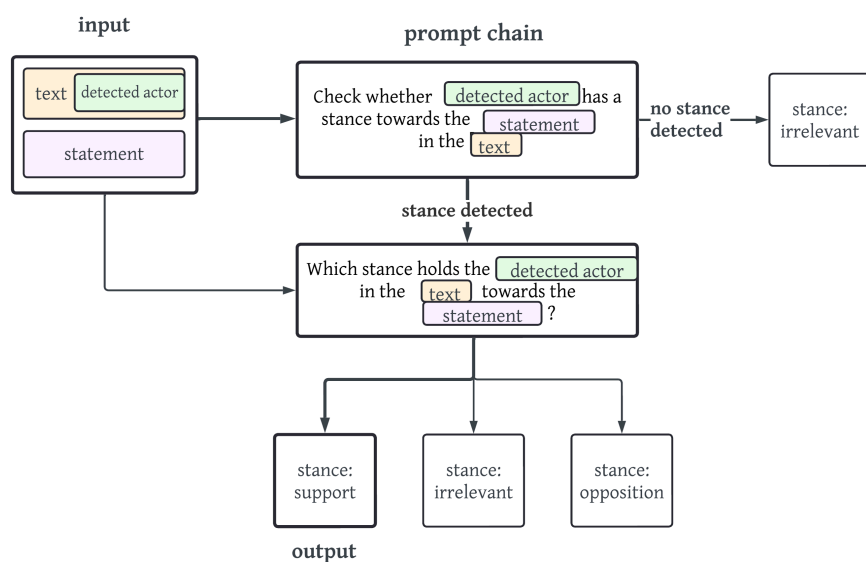 input
prompt chain
text detected actor
statement
Check whether detected actor has a
stance towards the statement
in the text
no stance
detected
stance:
irrelevant
stance detected
Which stance holds the detected actor
in the text towards the
statement ?
stance:
support
stance:
irrelevant
stance:
opposition
output